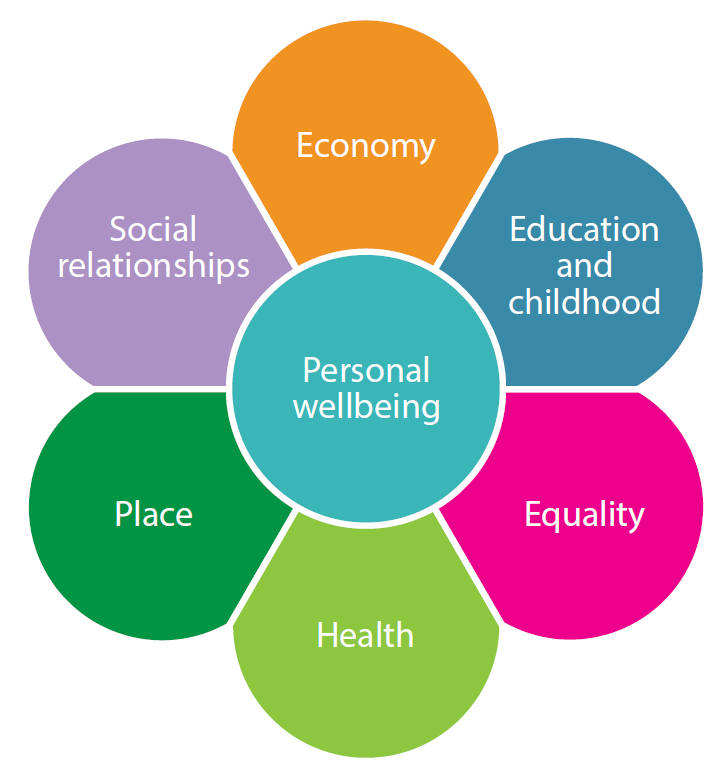 Economy
Social
relationships
Education
and
childhood
Personal
wellbeing
Place
Equality
Health